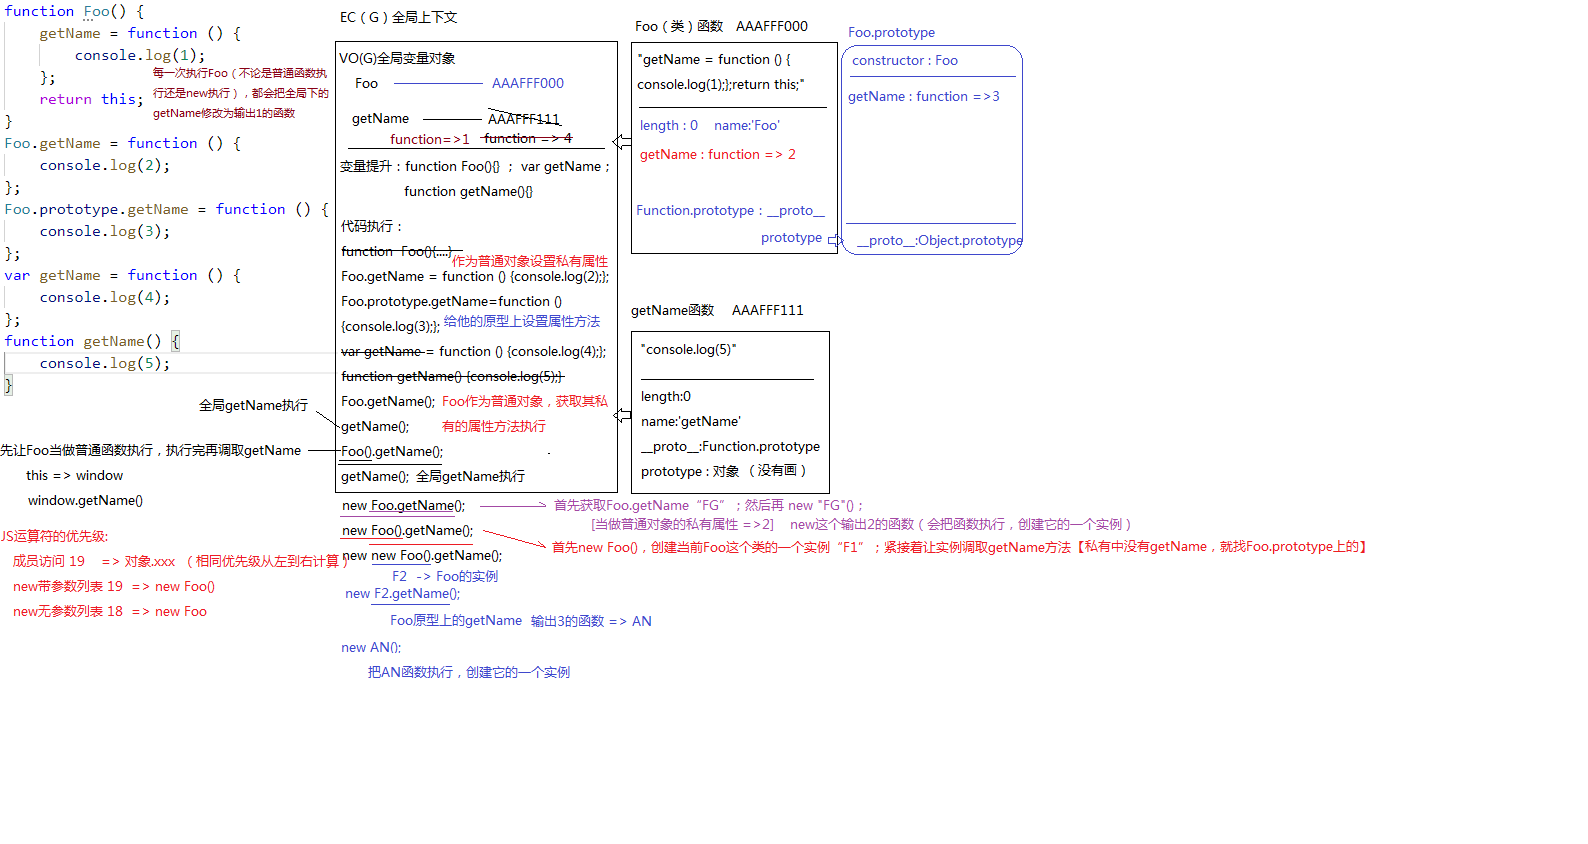 function Foo() {
getName = function () {
console.log(1);
};
return this;
}
每一次执行Foo（不论是普通函数执
行还是new执行），都会把全局下的
getName修改为输出1的函数
Foo.getName = function () {
console.log(2);
};
Foo.prototype.getName = function () {
console.log(3);
};
var getName = function () {
console.log(4);
};
function getName() {
console.log(5);
}
全局getName执行
先让Foo当做普通函数执行，执行完再调取getName
this => window
window.getName()
JS运算符的优先级:
成员访问 19 => 对象.xxx （相同优先级从左到右计算）
new带参数列表 19 => new Foo()
new无参数列表 18 => new Foo
EC（G）全局上下文
VO(G)全局变量对象
Foo AAAFFF000
getName AAAFFF111
function=>1 function => 4
变量提升：function Foo(){} ；var getName；
function getName(){}
代码执行：
function Foo(){....}
作为普通对象设置私有属性
Foo.getName = function () {console.log(2);};
Foo.prototype.getName=function ()
{console.log(3);}; 给他的原型上设置属性方法
var getName = function () {console.log(4);};
function getName() {console.log(5);}
Foo.getName(); Foo作为普通对象，获取其私
getName(); 有的属性方法执行
Foo().getName();
getName(); 全局getName执行
new Foo.getName(); 首先获取Foo.getName“FG”；然后再 new "FG"()；
[当做普通对象的私有属性 =>2] new这个输出2的函数（会把函数执行，创建它的一个实例）
new Foo().getName(); 首先new Foo()，创建当前Foo这个类的一个实例“F1”；紧接着让实例调取getName方法【私有中没有getName，就找Foo.prototype上的】
new new Foo().getName();
F2 -> Foo的实例
new F2.getName();
Foo原型上的getName 输出3的函数 => AN
new AN();
把AN函数执行，创建它的一个实例
Foo（类）函数 AAAFFF000
"getName = function () {
console.log(1);};return this;"
length : 0 name:'Foo'
getName : function => 2
Function.prototype：__proto__
prototype
Foo.prototype
constructor : Foo
getName : function =>3
__proto__:Object.prototype
getName函数 AAAFFF111
"console.log(5)"
length:0
name:'getName'
__proto__:Function.prototype
prototype : 对象 （没有画）